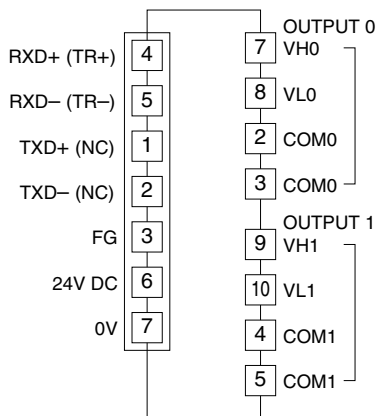 RXD+ (TR+) 4
RXD– (TR–) 5
TXD+ (NC) 1
TXD– (NC) 2
FG 3
24V DC 6
0V 7
OUTPUT 0
7 VH0
8 VL0
2 COM0
3 COM0
OUTPUT 1
9 VH1
10 VL1
4 COM1
5 COM1